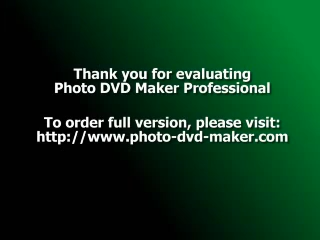 Thank you for evaluating
Photo DVD Maker Professional
To order full version, please visit:
http://www.photo-dvd-maker.com